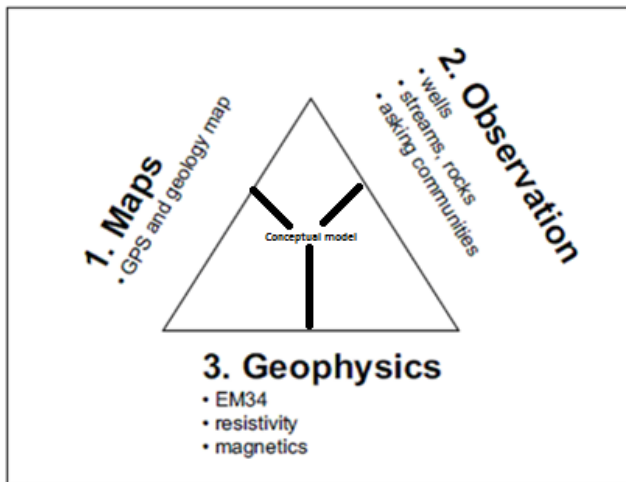 1. Maps
• GPS and geology map
2. Observation
• wells
• streams, rocks
• asking communities
Conceptual model
3. Geophysics
• EM34
• resistivity
• magnetics